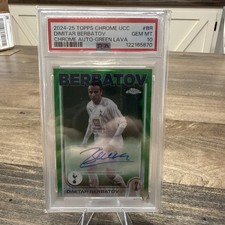 2024-25 TOPPS CHROME UCC #BR
DIMITAR BERBATOV GEM MT
CHROME AUTO-GREEN LAVA 10
PSA 122165870
BERBATOV
DIMITAR BERBATOV